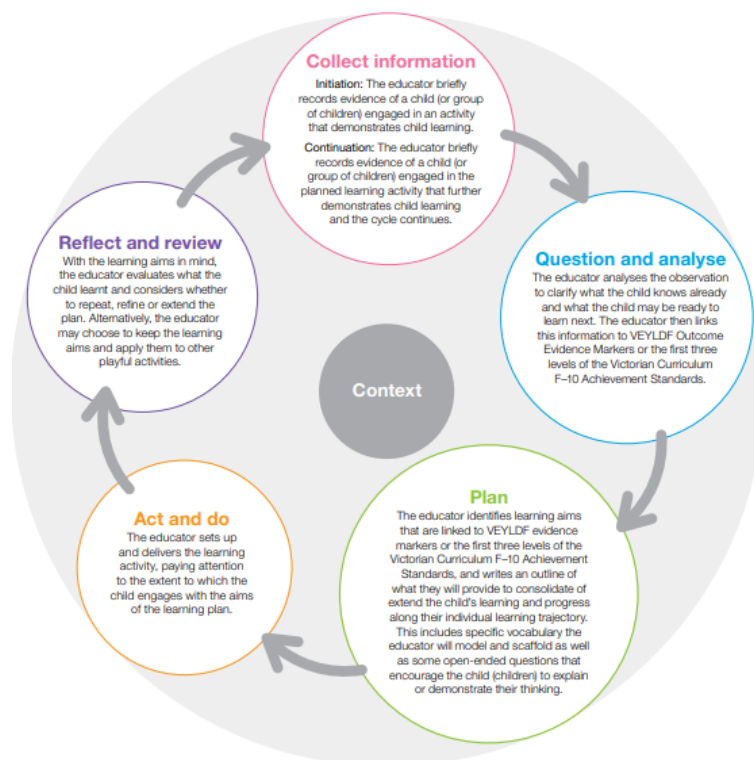 Collect information
Initiation: The educator briefly
records evidence of a child (or group
of children) engaged in an activity
that demonstrates child learning.
Continuation: The educator briefly
records evidence of a child (or
group of children) engaged in the
planned learning activity that further
demonstrates child learning
and the cycle continues.
Question and analyse
The educator analyses the observation
to clarify what the child knows already
and what the child may be ready to
learn next. The educator then links
this information to VEYLDF Outcome
Evidence Markers or the first three
levels of the Victorian Curriculum
F–10 Achievement Standards.
Plan
The educator identifies learning aims
that are linked to VEYLDF evidence
markers or the first three levels of the
Victorian Curriculum F–10 Achievement
Standards, and writes an outline of
what they will provide to consolidate of
extend the child's learning and progress
along their individual learning trajectory.
This includes specific vocabulary the
educator will model and scaffold as well
as some open-ended questions that
encourage the child (children) to explain
or demonstrate their thinking.
Act and do
The educator sets up
and delivers the learning
activity, paying attention
to the extent to which the
child engages with the aims
of the learning plan.
Reflect and review
With the learning aims in mind,
the educator evaluates what the
child learnt and considers whether
to repeat, refine or extend the
plan. Alternatively, the educator
may choose to keep the learning
aims and apply them to other
playful activities.
Context